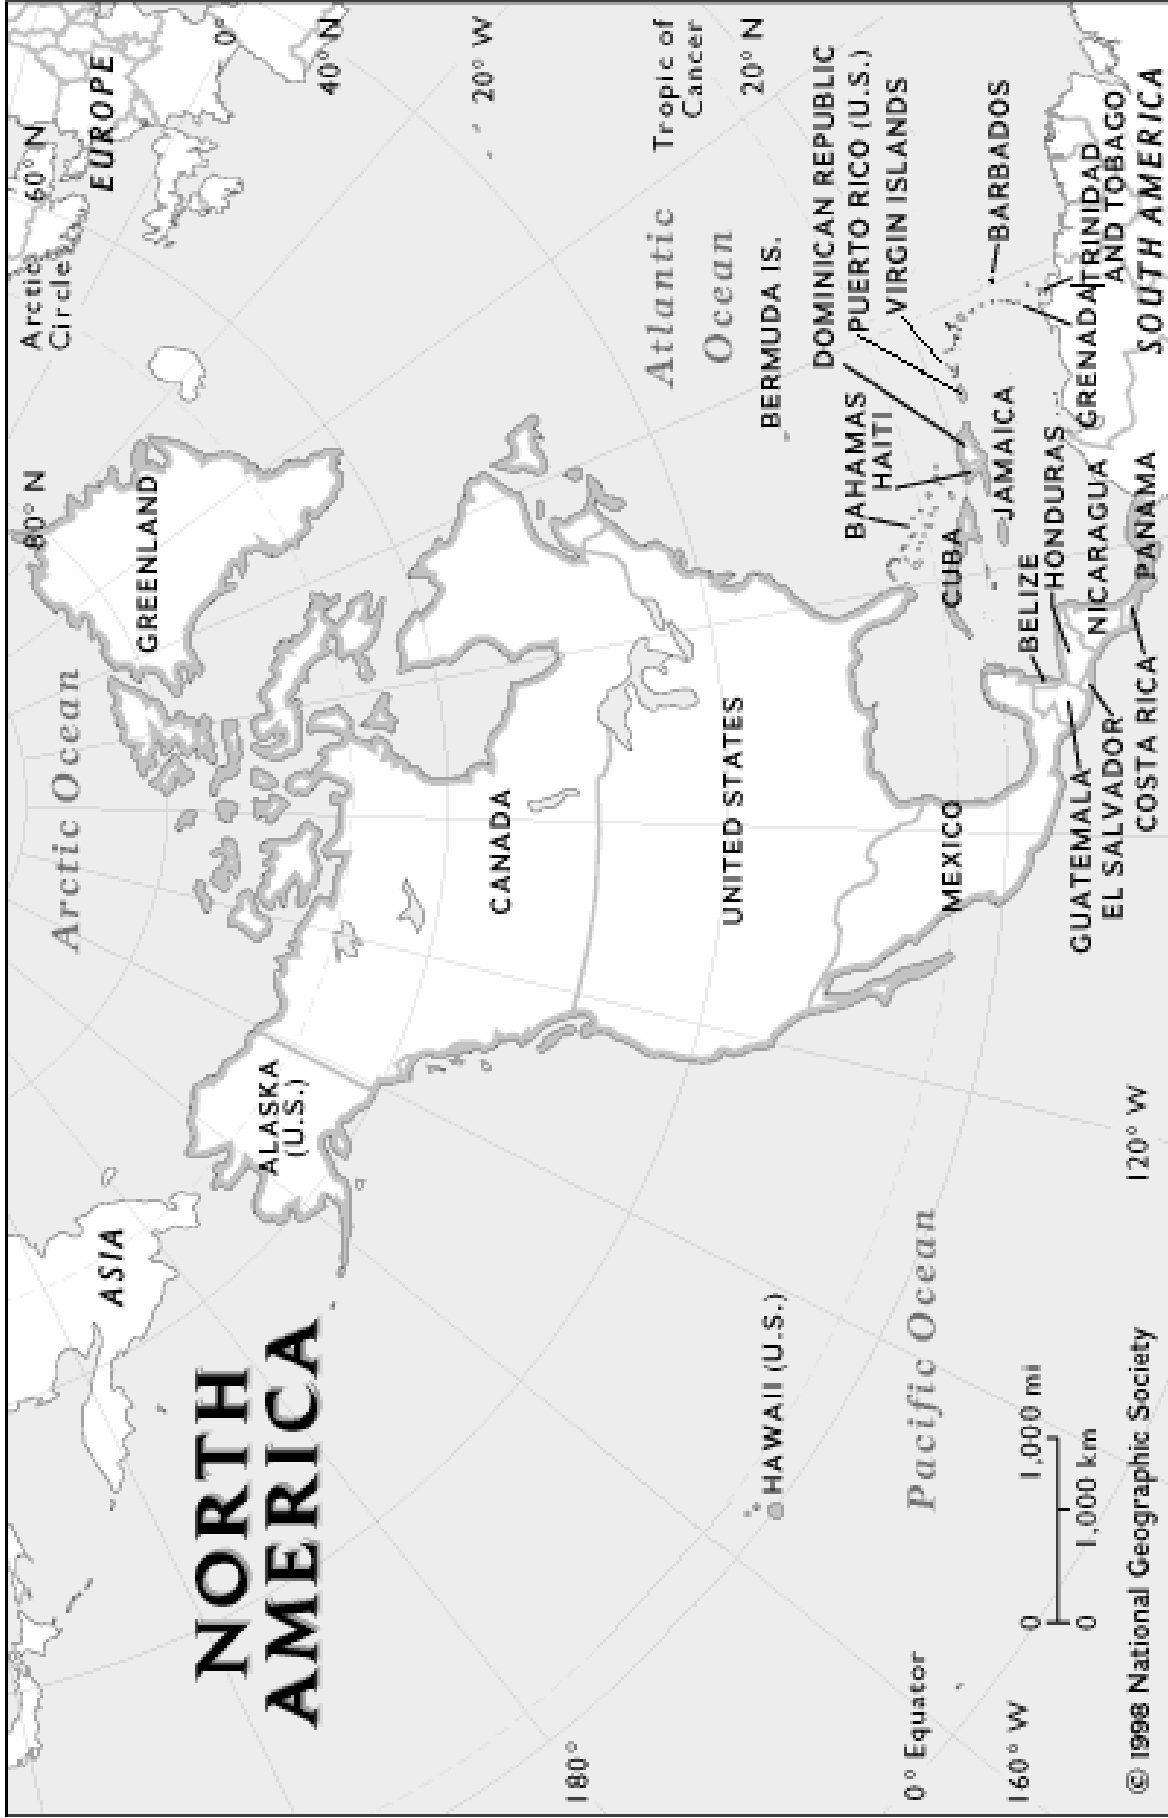 NORTH
AMERICA
ASIA
Arctic Ocean
80° N
Arctic
Circle
60° N
EUROPE
0°
40° N
GREENLAND
ALASKA
(U.S.)
20° W
CANADA
Atlantic
Ocean
Tropic of
Cancer
20° N
UNITED STATES
BERMUDA IS.
HAWAII (U.S.)
180°
DOMINICAN REPUBLIC
PUERTO RICO (U.S.)
VIRGIN ISLANDS
BAHAMAS
HAITI
Pacific Ocean
MEXICO
CUBA
JAMAICA
BARBADOS
0° Equator
BELIZE
HONDURAS
NICARAGUA
GRENADA
TRINIDAD
AND TOBAGO
GUATEMALA
EL SALVADOR
COSTA RICA
PANAMA
SOUTH AMERICA
160° W
120° W
0
1,000 mi
0
1,000 km
© 1998 National Geographic Society